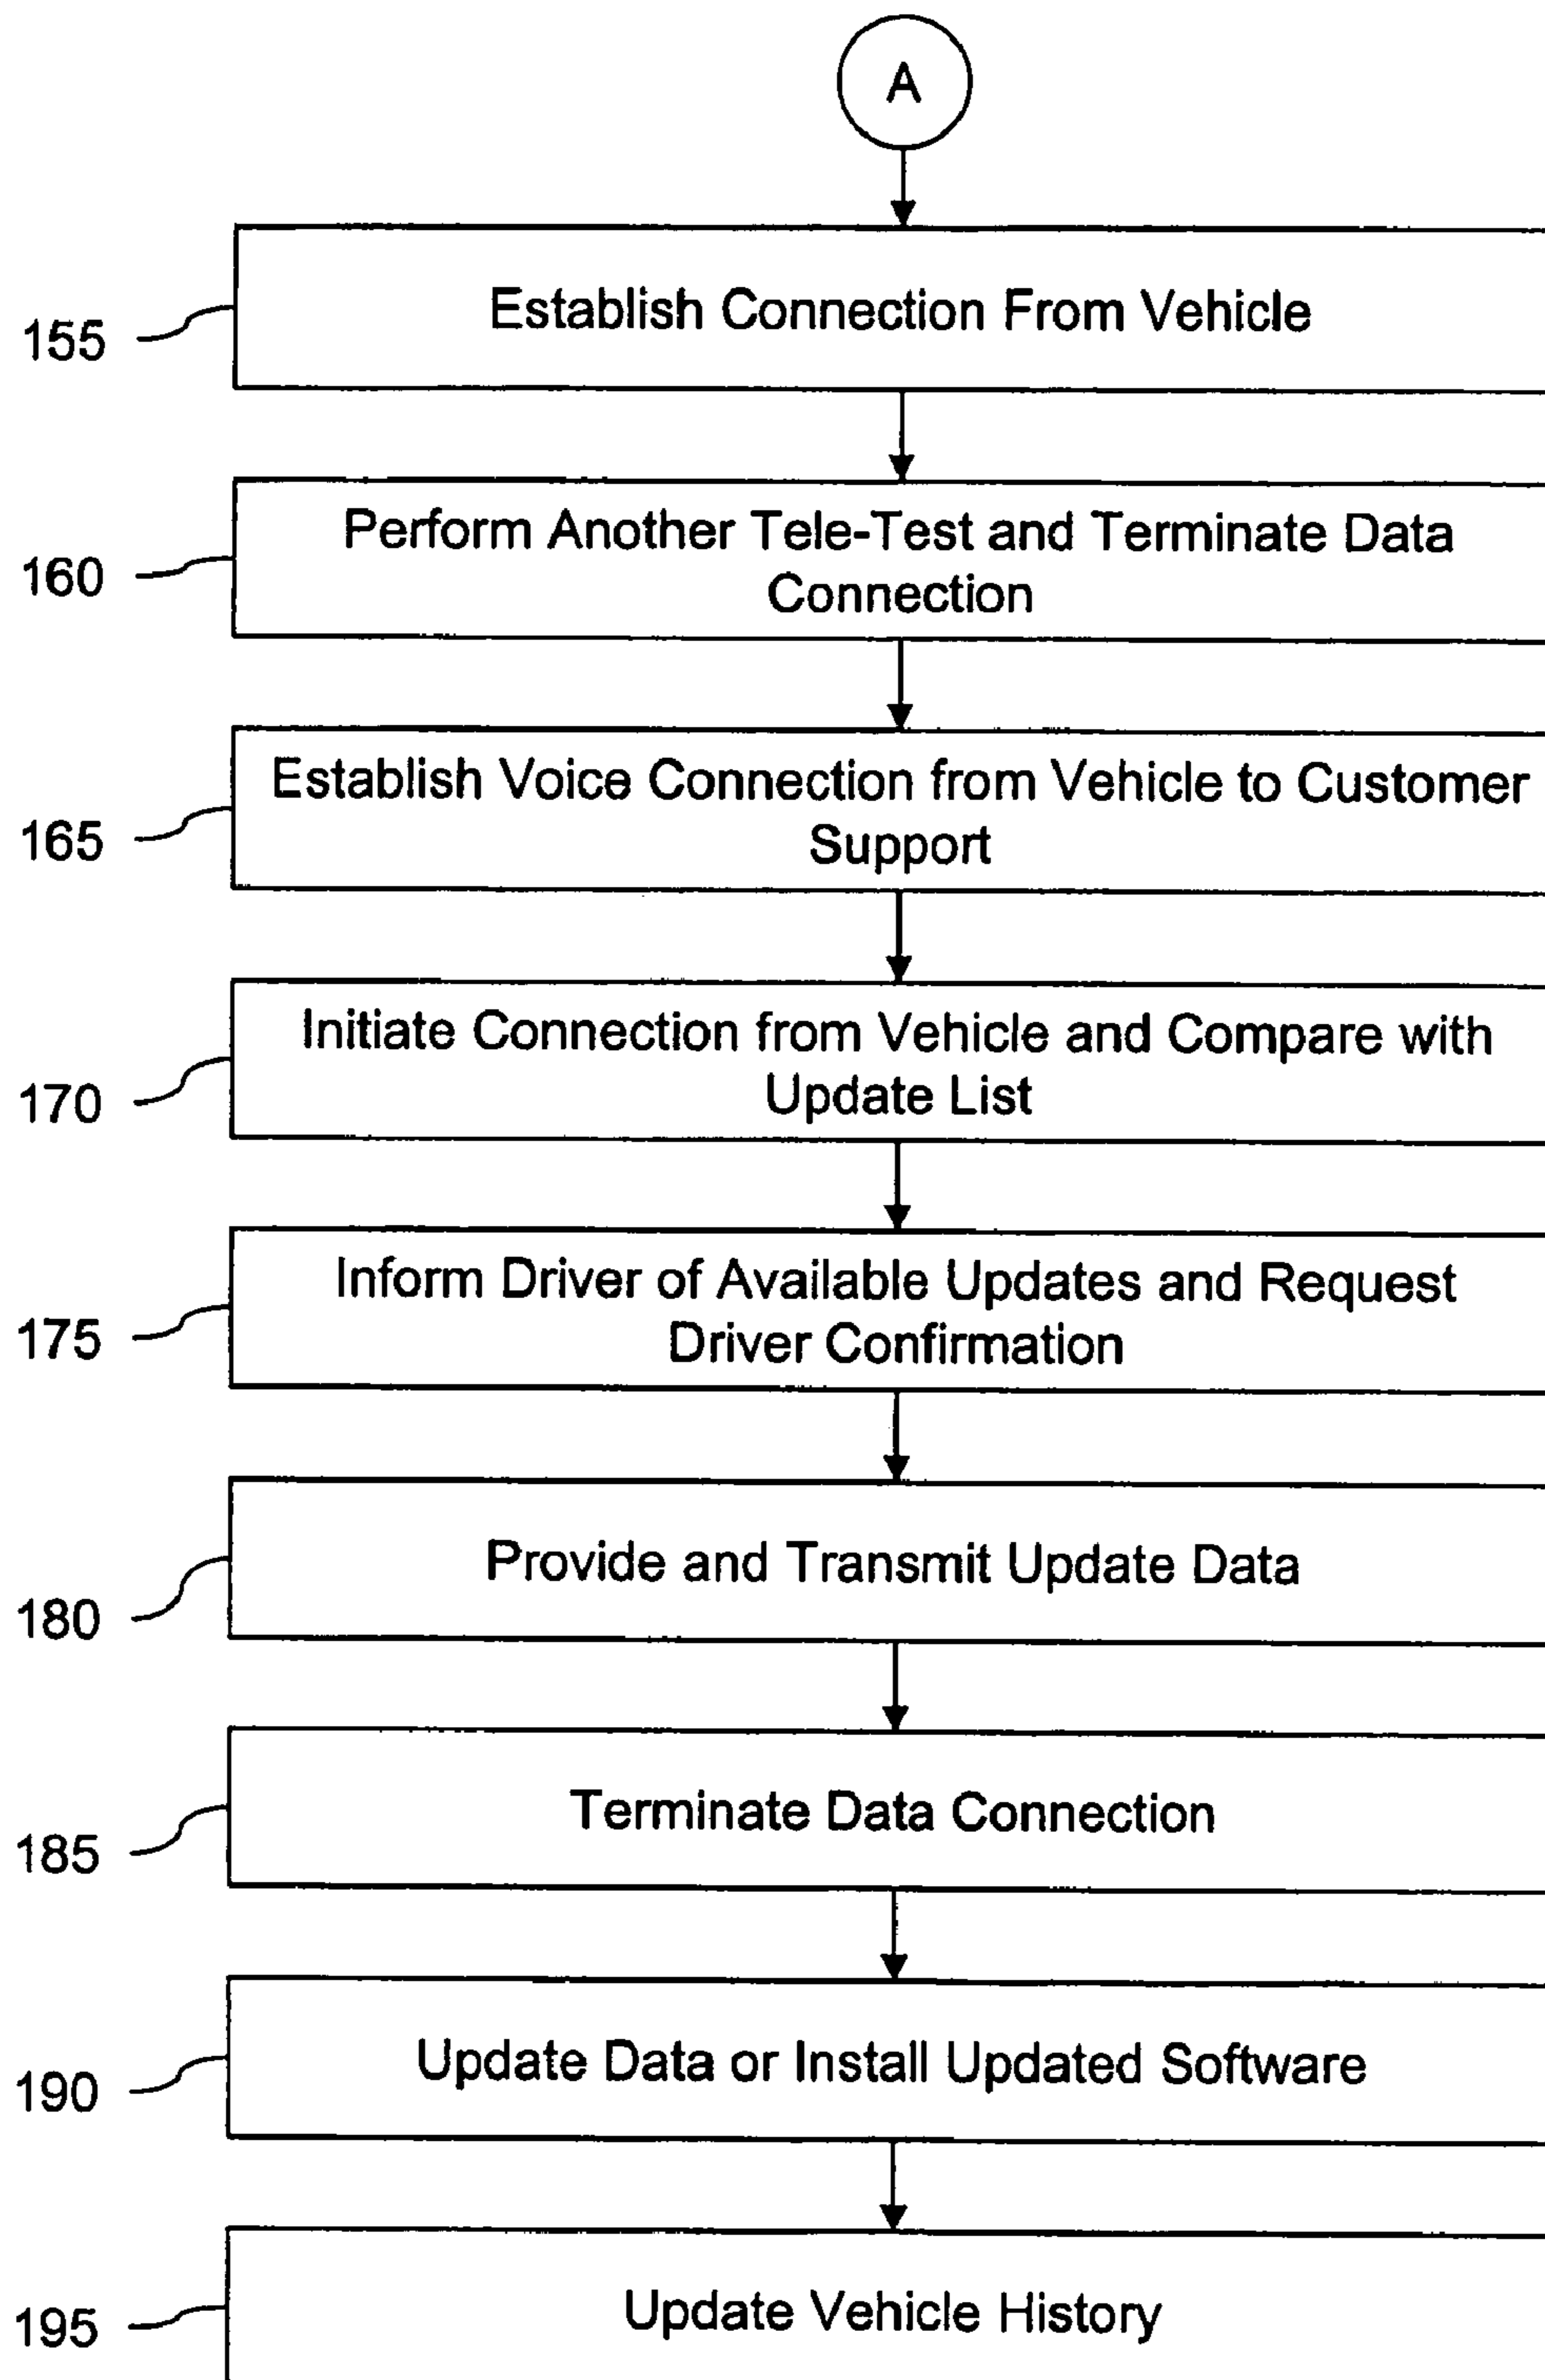 A
155
Establish Connection From Vehicle
160
Perform Another Tele-Test and Terminate Data
Connection
165
Establish Voice Connection from Vehicle to Customer
Support
170
Initiate Connection from Vehicle and Compare with
Update List
175
Inform Driver of Available Updates and Request
Driver Confirmation
180
Provide and Transmit Update Data
185
Terminate Data Connection
190
Update Data or Install Updated Software
195
Update Vehicle History